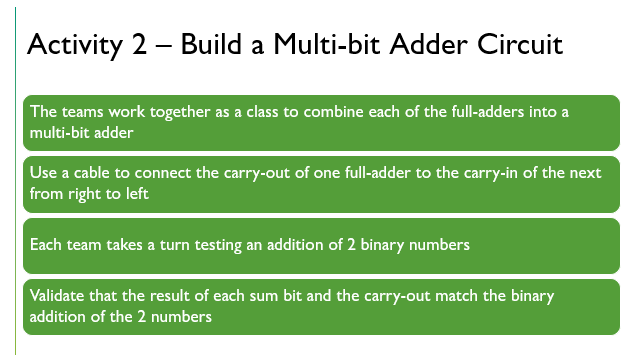 Activity 2 – Build a Multi-bit Adder Circuit
The teams work together as a class to combine each of the full-adders into a
multi-bit adder
Use a cable to connect the carry-out of one full-adder to the carry-in of the next
from right to left
Each team takes a turn testing an addition of 2 binary numbers
Validate that the result of each sum bit and the carry-out match the binary
addition of the 2 numbers